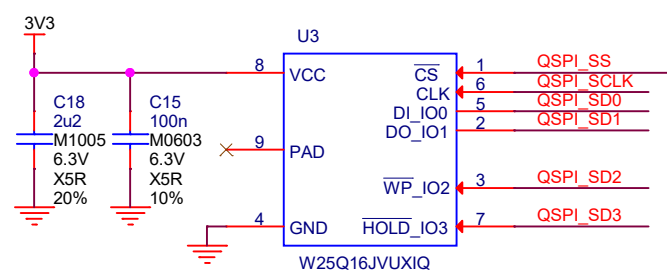 3V3
U3
8 VCC
CS 1 QSPI_SS
CLK 6 QSPI_SCLK
DI_IO0 5 QSPI_SD0
DO_IO1 2 QSPI_SD1
C18
2u2
M1005
6.3V
X5R
20%
C15
100n
M0603
6.3V
X5R
10%
9 PAD
WP_IO2 3 QSPI_SD2
4 GND
HOLD_IO3 7 QSPI_SD3
W25Q16JVUXIQ